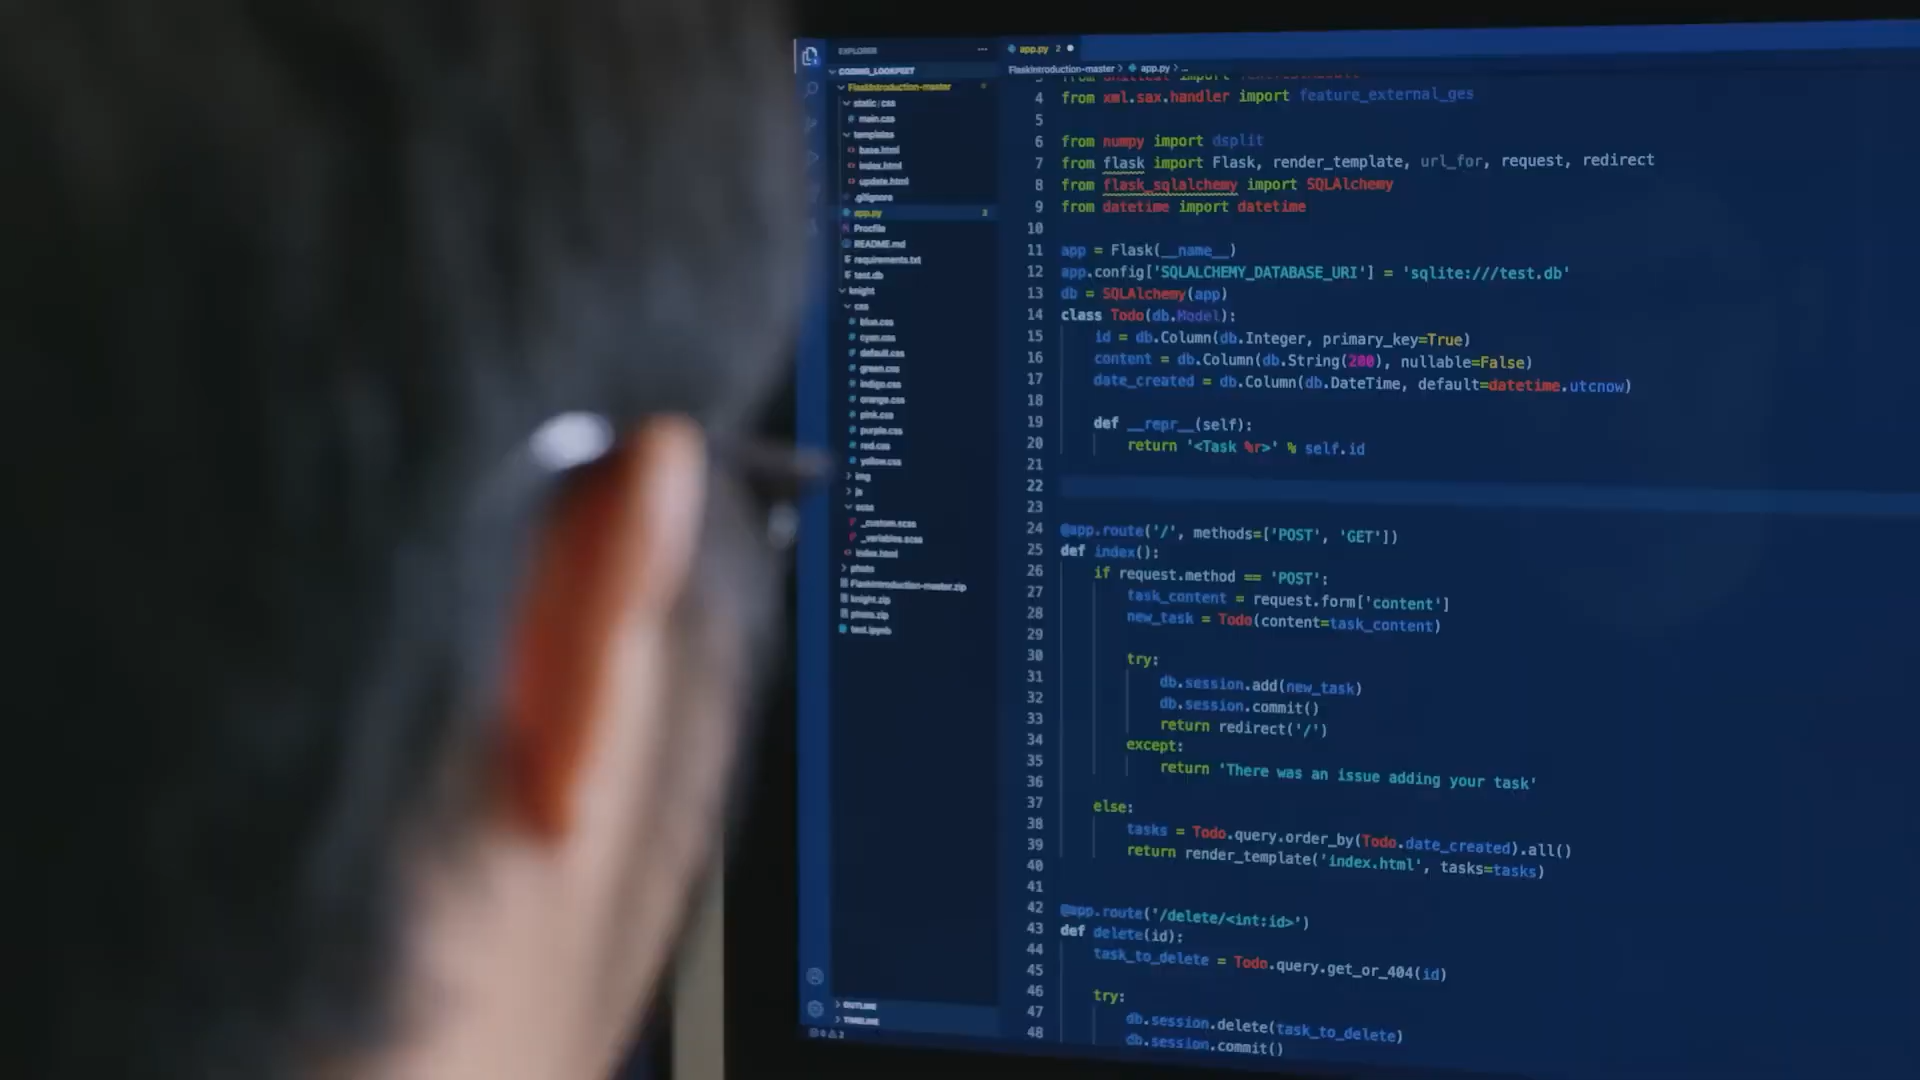 EXPLORER
CODING_LOOKPEET
FlaskIntroduction-master
static / css
main.css
templates
base.html
index.html
update.html
.gitignore
app.py 3
Procfile
README.md
requirements.txt
test.db
knight
css
blue.css
cyan.css
default.css
green.css
indigo.css
orange.css
pink.css
purple.css
red.css
yellow.css
img
js
scss
_custom.scss
_variables.scss
index.html
photo
FlaskIntroduction-master.zip
knight.zip
photo.zip
test.ipynb
OUTLINE
TIMELINE
0 2
app.py 2
FlaskIntroduction-master > app.py > ...
import
4 from xml.sax.handler import feature_external_ges
5
6 from numpy import dsplit
7 from flask import Flask, render_template, url_for, request, redirect
8 from flask_sqlalchemy import SQLAlchemy
9 from datetime import datetime
10
11 app = Flask(__name__)
12 app.config['SQLALCHEMY_DATABASE_URI'] = 'sqlite:///test.db'
13 db = SQLAlchemy(app)
14 class Todo(db.Model):
15 id = db.Column(db.Integer, primary_key=True)
16 content = db.Column(db.String(200), nullable=False)
17 date_created = db.Column(db.DateTime, default=datetime.utcnow)
18
19 def __repr__(self):
20 return '<Task %r>' % self.id
21
22
23
24 @app.route('/', methods=['POST', 'GET'])
25 def index():
26 if request.method == 'POST':
27 task_content = request.form['content']
28 new_task = Todo(content=task_content)
29
30 try:
31 db.session.add(new_task)
32 db.session.commit()
33 return redirect('/')
34 except:
35 return 'There was an issue adding your task'
36
37 else:
38 tasks = Todo.query.order_by(Todo.date_created).all()
39 return render_template('index.html', tasks=tasks)
40
41
42 @app.route('/delete/<int:id>')
43 def delete(id):
44 task_to_delete = Todo.query.get_or_404(id)
45
46 try:
47 db.session.delete(task_to_delete)
48 db.session.commit()